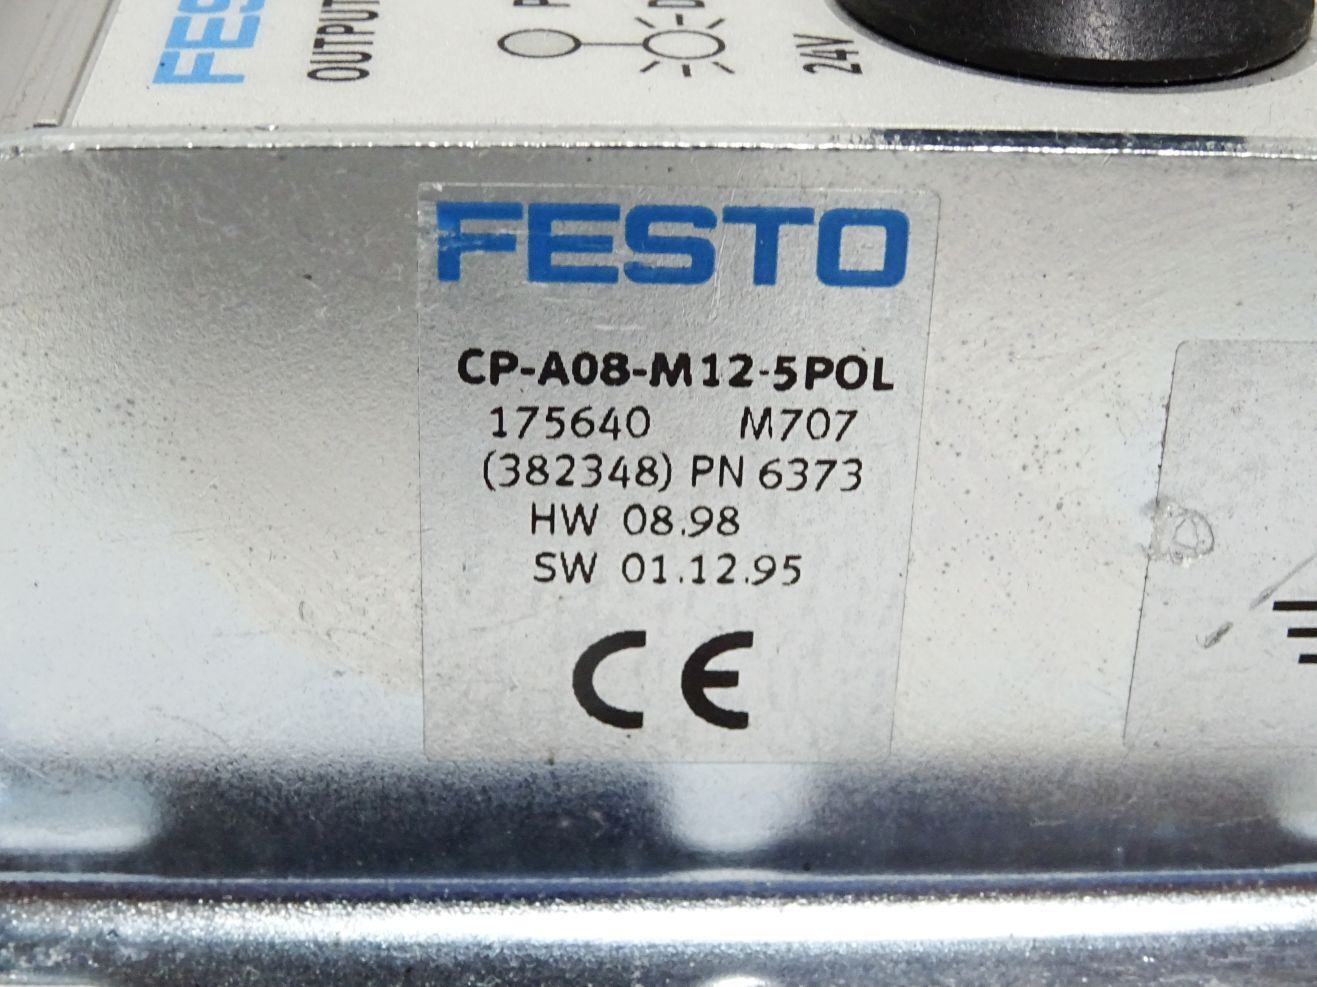 OUTPUT
24V
FESTO
CP-A08-M12-5POL
175640 M707
(382348) PN 6373
HW 08.98
SW 01.12.95
CE